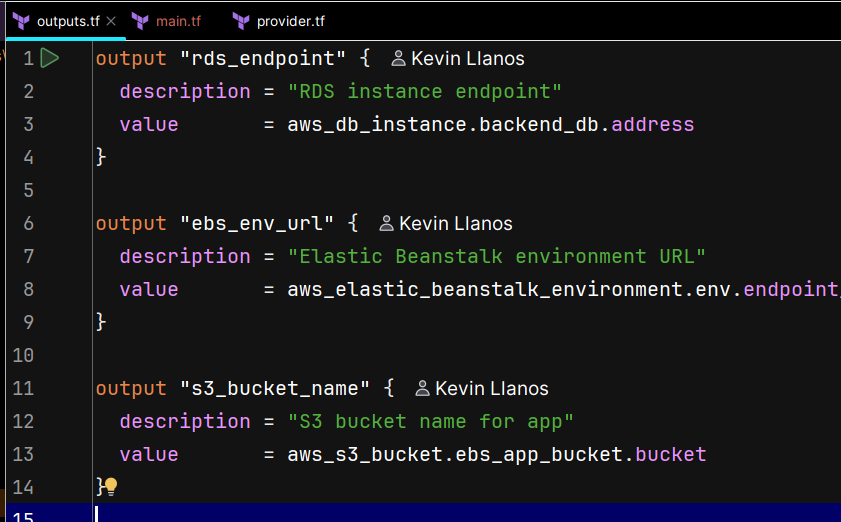 outputs.tf × main.tf provider.tf
1 output "rds_endpoint" { Kevin Llanos
2 description = "RDS instance endpoint"
3 value = aws_db_instance.backend_db.address
4 }
5
6 output "ebs_env_url" { Kevin Llanos
7 description = "Elastic Beanstalk environment URL"
8 value = aws_elastic_beanstalk_environment.env.endpoint_
9 }
10
11 output "s3_bucket_name" { Kevin Llanos
12 description = "S3 bucket name for app"
13 value = aws_s3_bucket.ebs_app_bucket.bucket
14 }
15